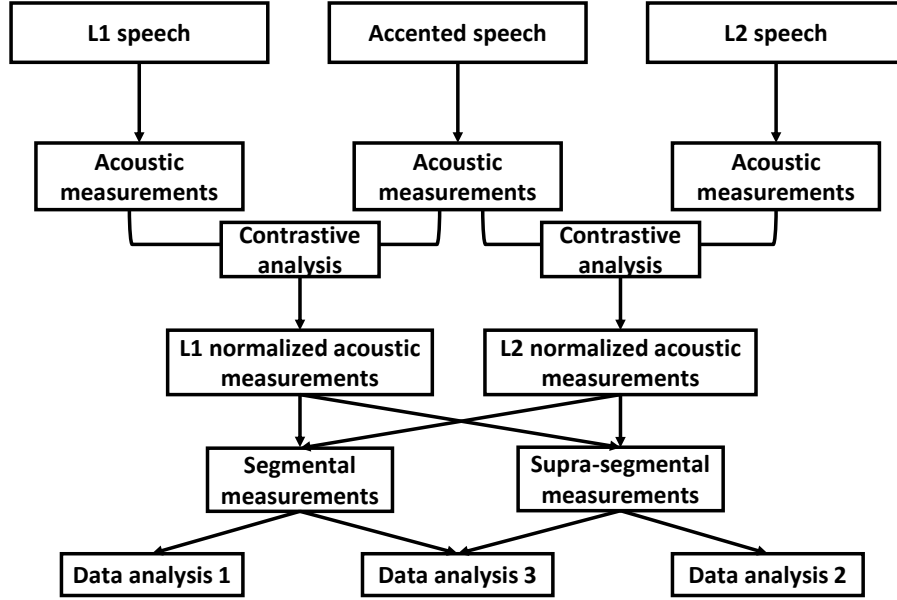 L1 speech
Accented speech
L2 speech
Acoustic
measurements
Acoustic
measurements
Acoustic
measurements
Contrastive
analysis
Contrastive
analysis
L1 normalized acoustic
measurements
L2 normalized acoustic
measurements
Segmental
measurements
Supra-segmental
measurements
Data analysis 1
Data analysis 3
Data analysis 2